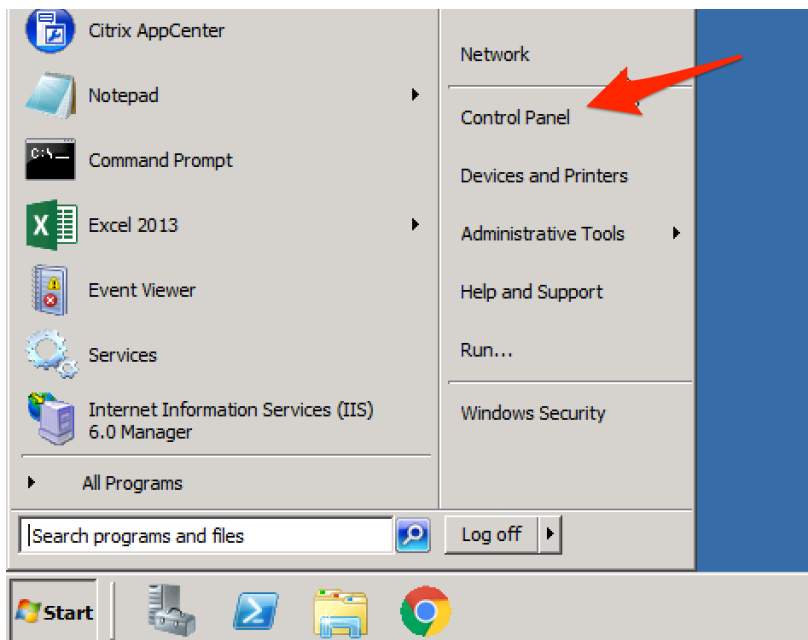 Citrix AppCenter
Notepad
C:\
Command Prompt
Excel 2013
Event Viewer
Services
Internet Information Services (IIS)
6.0 Manager
All Programs
Search programs and files
Network
Control Panel
Devices and Printers
Administrative Tools
Help and Support
Run...
Windows Security
Log off
Start